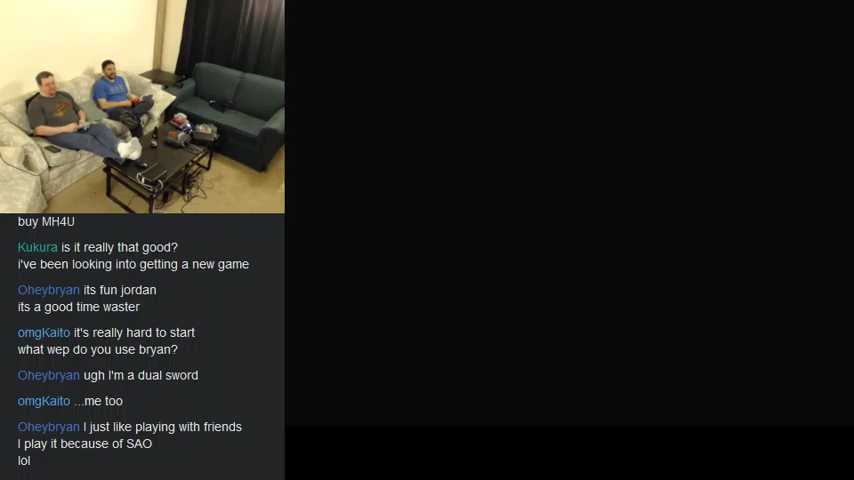 buy MH4U
Kukura is it really that good?
i've been looking into getting a new game
Oheybryan its fun jordan
its a good time waster
omgKaito it's really hard to start
what wep do you use bryan?
Oheybryan ugh I'm a dual sword
omgKaito ...me too
Oheybryan I just like playing with friends
I play it because of SAO
lol